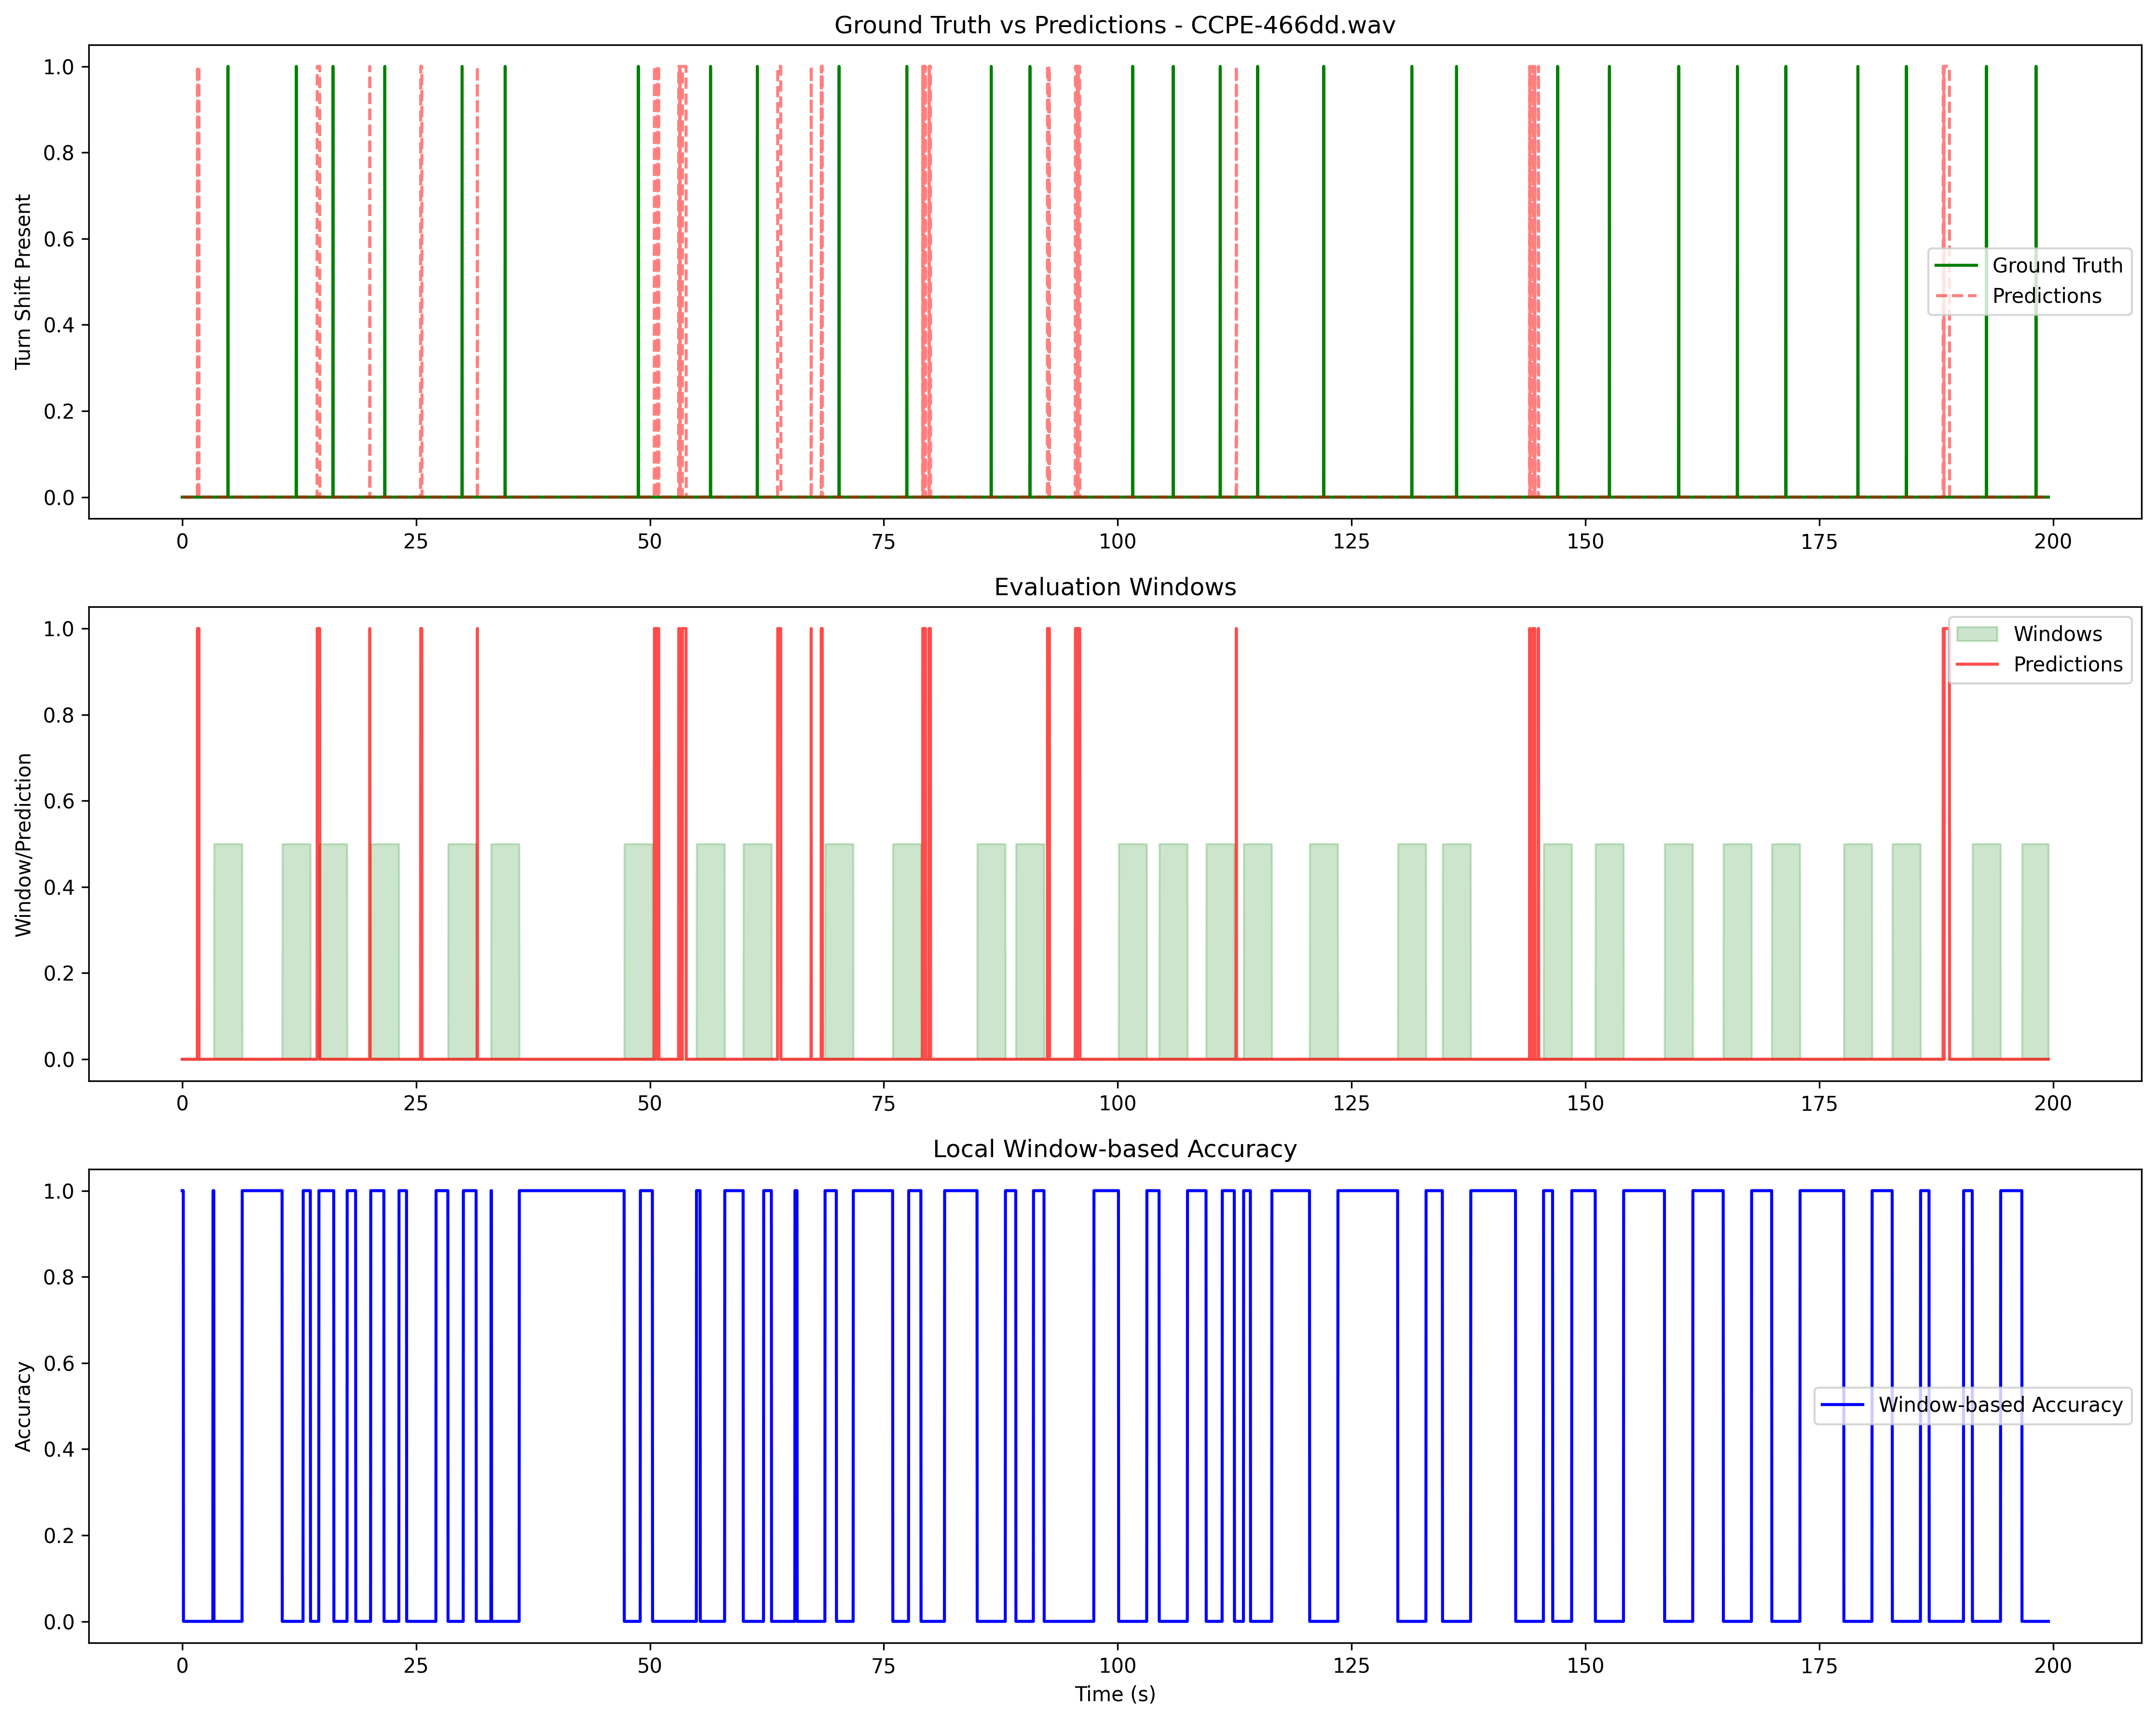 Ground Truth vs Predictions - CCPE-466dd.wav
1.0
0.8
0.6
0.4
0.2
0.0
Turn Shift Present
Ground Truth
Predictions
0 25 50 75 100 125 150 175 200
Evaluation Windows
1.0
0.8
0.6
0.4
0.2
0.0
Window/Prediction
Windows
Predictions
0 25 50 75 100 125 150 175 200
Local Window-based Accuracy
1.0
0.8
0.6
0.4
0.2
0.0
Accuracy
Window-based Accuracy
0 25 50 75 100 125 150 175 200
Time (s)